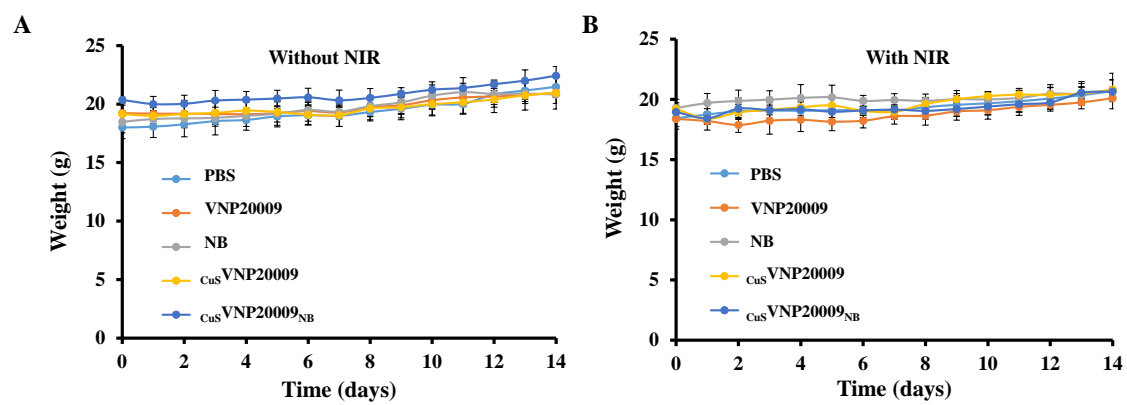 A
Without NIR
Weight (g)
25
20
15
10
5
0
PBS
VNP20009
NB
CuSVNP20009
CuSVNP20009NB
0 2 4 6 8 10 12 14
Time (days)
B
With NIR
Weight (g)
25
20
15
10
5
0
PBS
VNP20009
NB
CuSVNP20009
CuSVNP20009NB
0 2 4 6 8 10 12 14
Time (days)